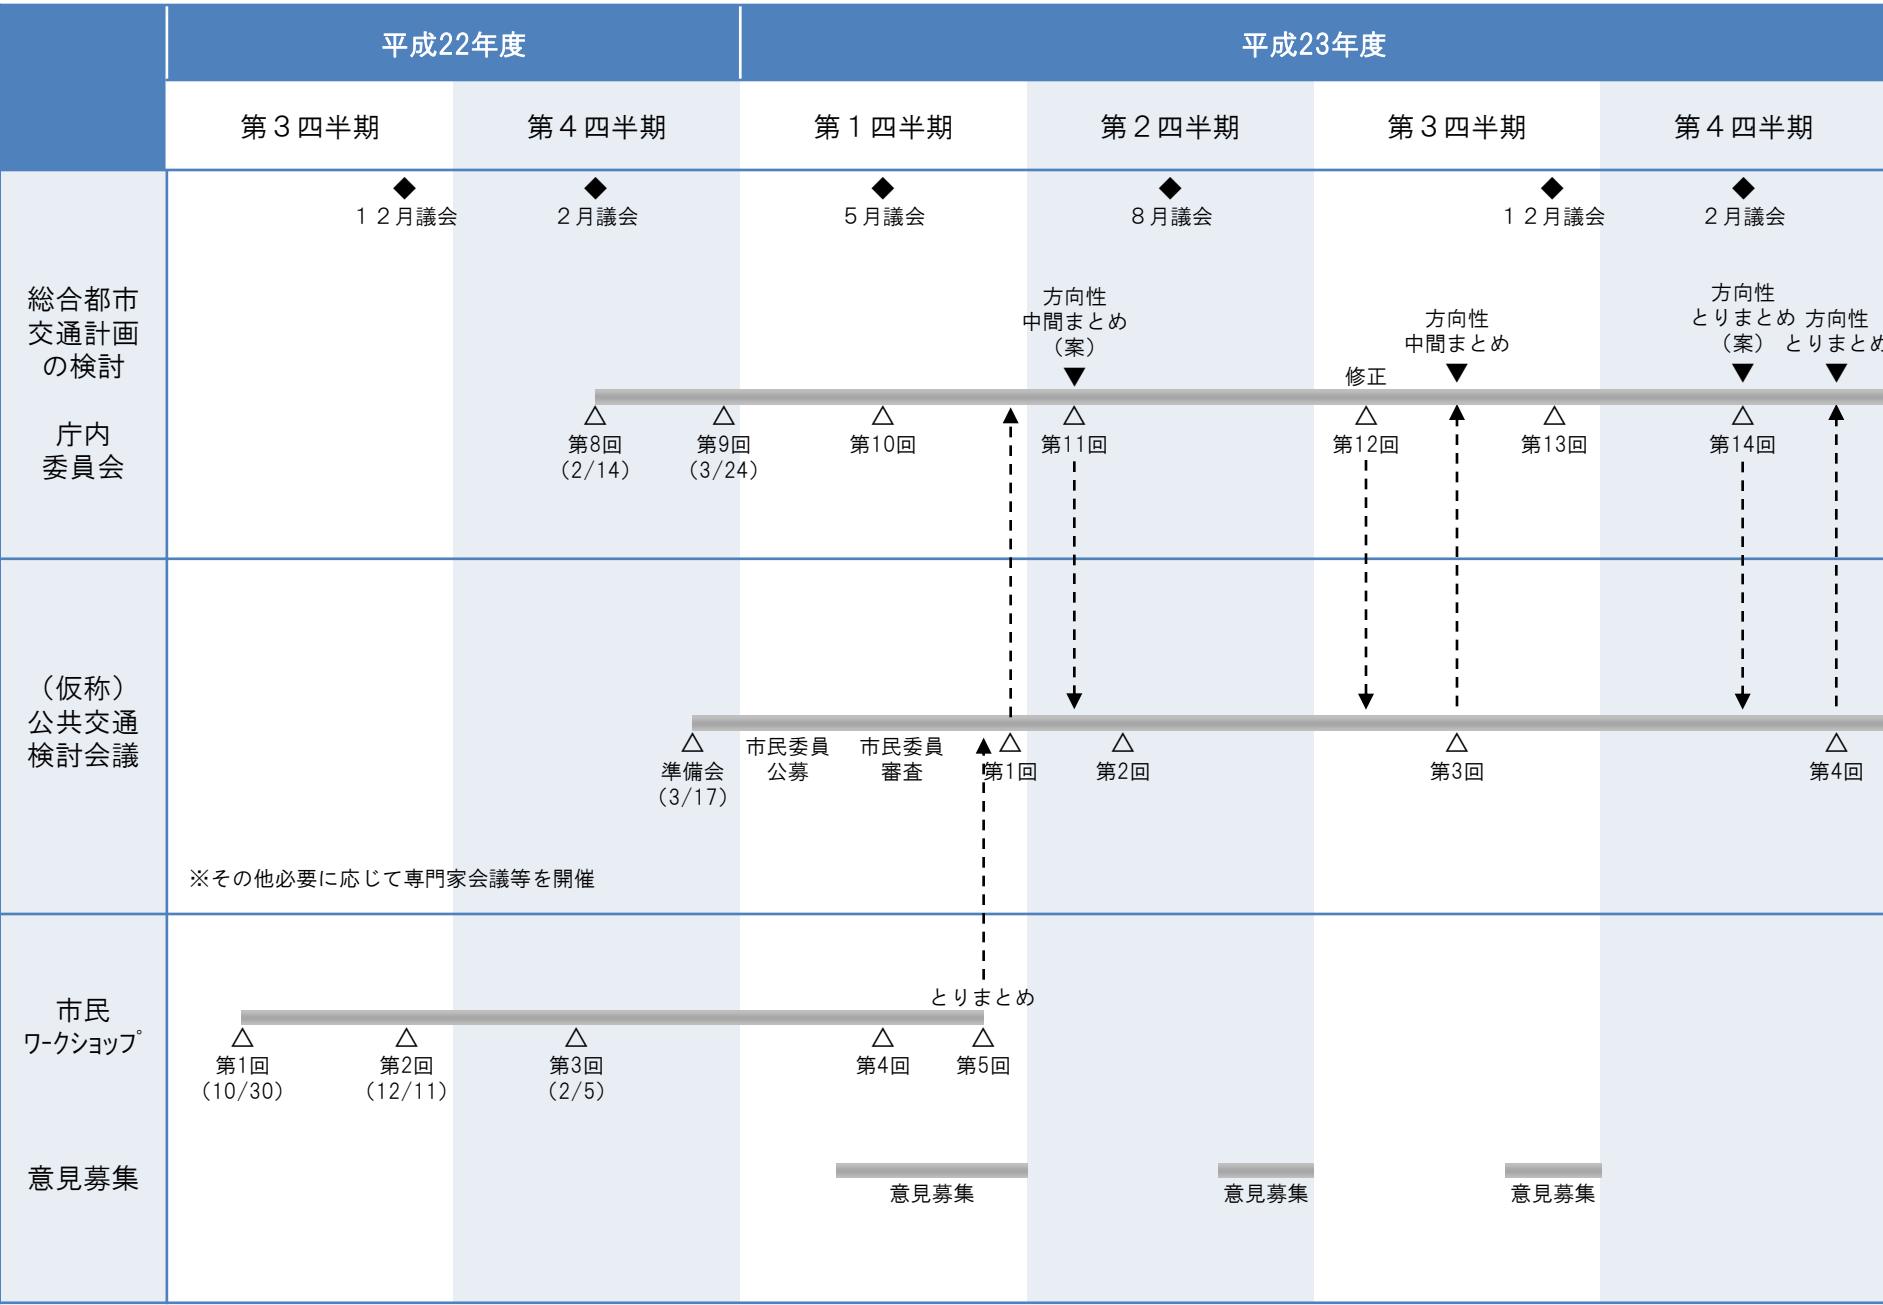 平成22年度
平成23年度
第３四半期
第４四半期
第１四半期
第２四半期
第３四半期
第４四半期
総合都市
交通計画
の検討
庁内
委員会
１２月議会
２月議会
５月議会
８月議会
１２月議会
２月議会
方向性
中間まとめ
（案）
修正
方向性
中間まとめ
方向性
とりまとめ
（案）
方向性
とりまとめ
第8回
（2/14）
第9回
（3/24）
第10回
第11回
第12回
第13回
第14回
（仮称）
公共交通
検討会議
準備会
（3/17）
市民委員
公募
市民委員
審査
第1回
第2回
第3回
第4回
※その他必要に応じて専門家会議等を開催
市民
ワークショップ
とりまとめ
第1回
（10/30）
第2回
（12/11）
第3回
（2/5）
第4回
第5回
意見募集
意見募集
意見募集
意見募集